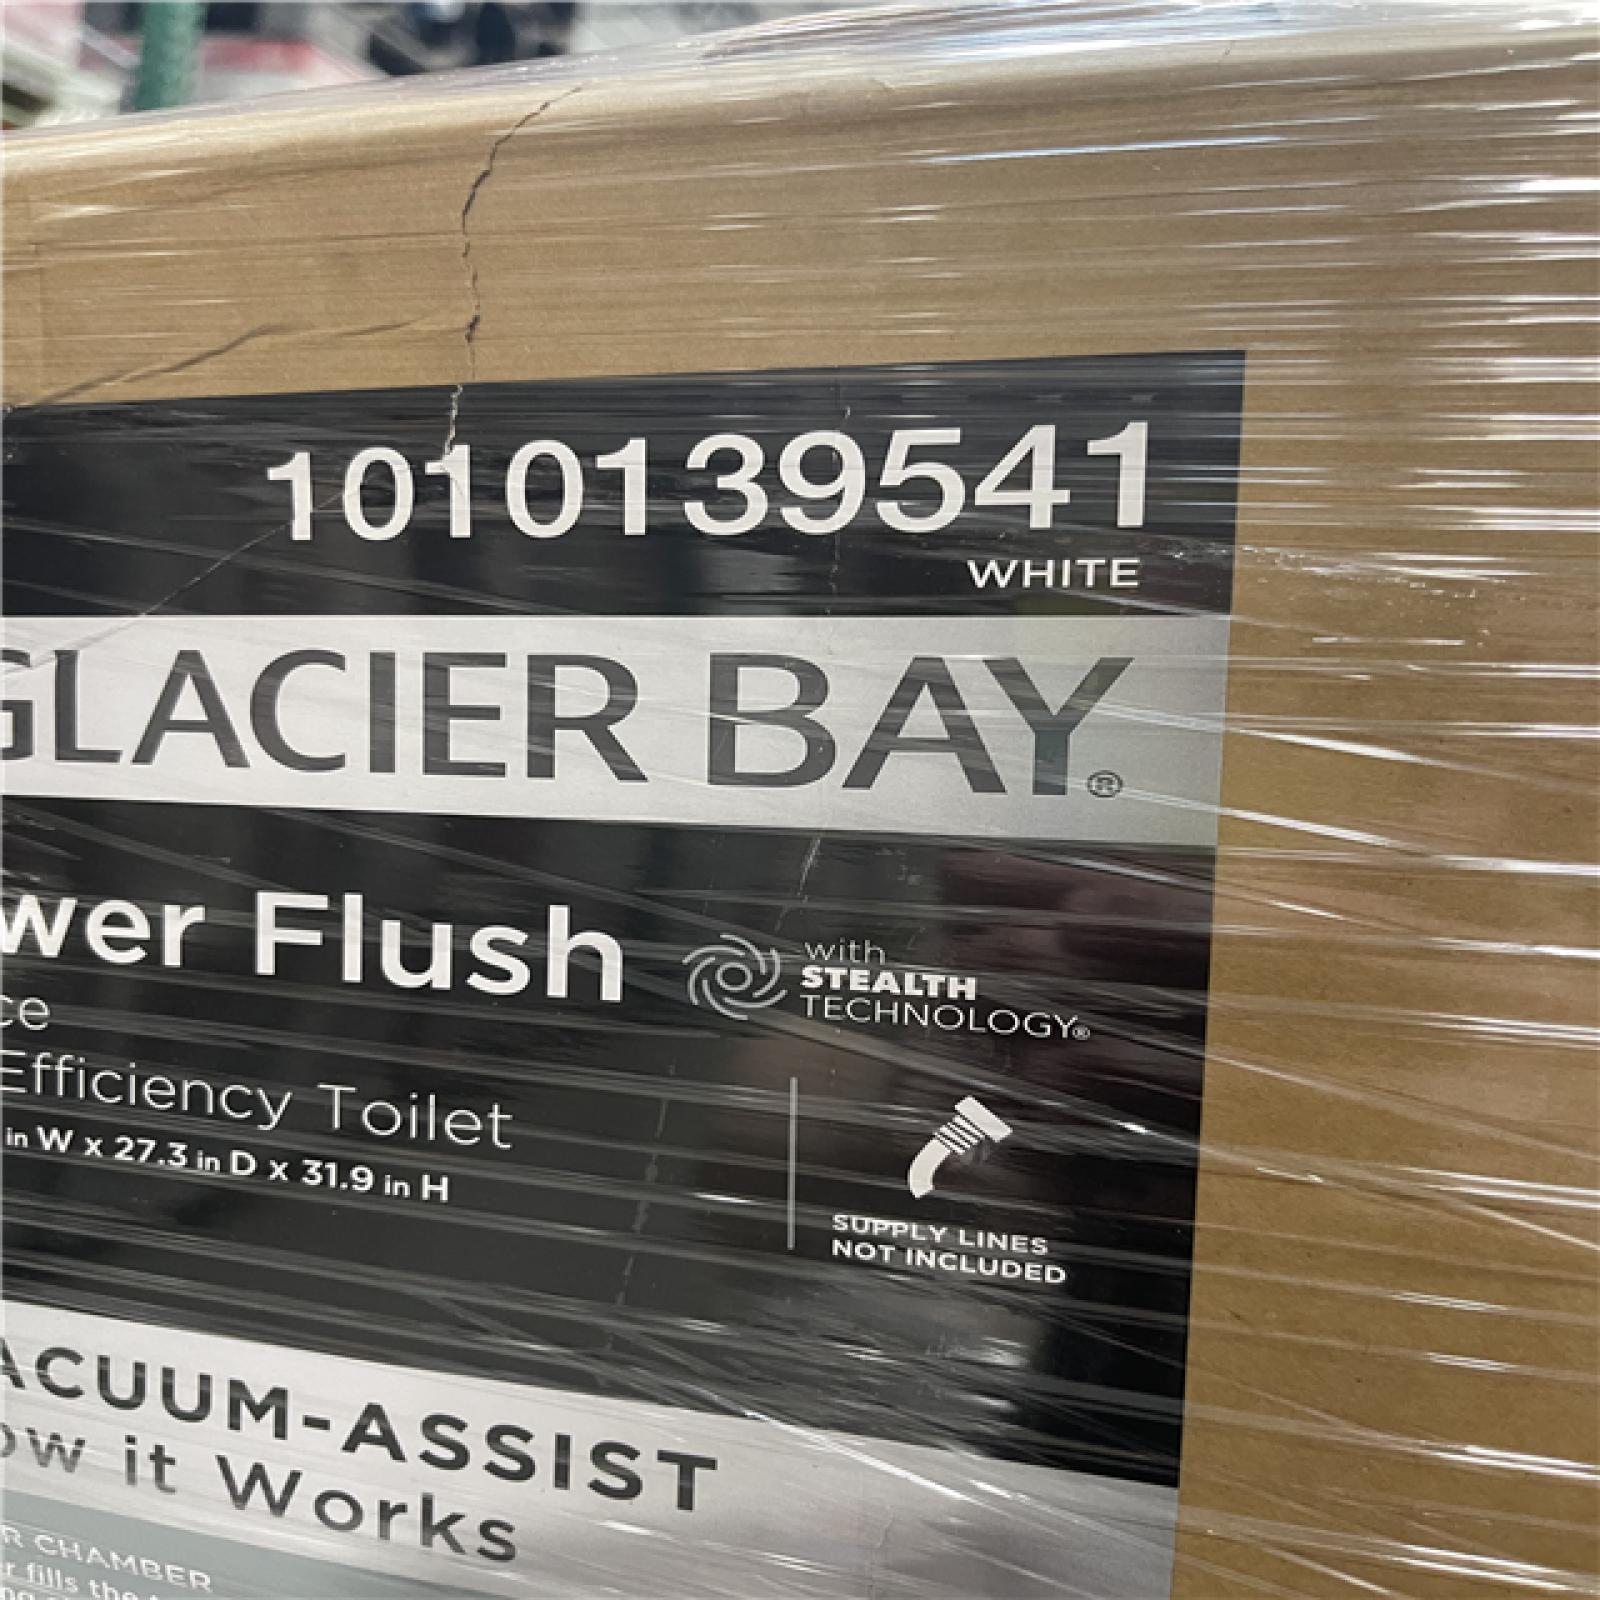 1010139541
WHITE
GLACIER BAY®
wer Flush
with
STEALTH
TECHNOLOGY®
ce
Efficiency Toilet
in W x 27.3 in D x 31.9 in H
SUPPLY LINES
NOT INCLUDED
ACUUM-ASSIST
ow it Works
R CHAMBER
r fills the